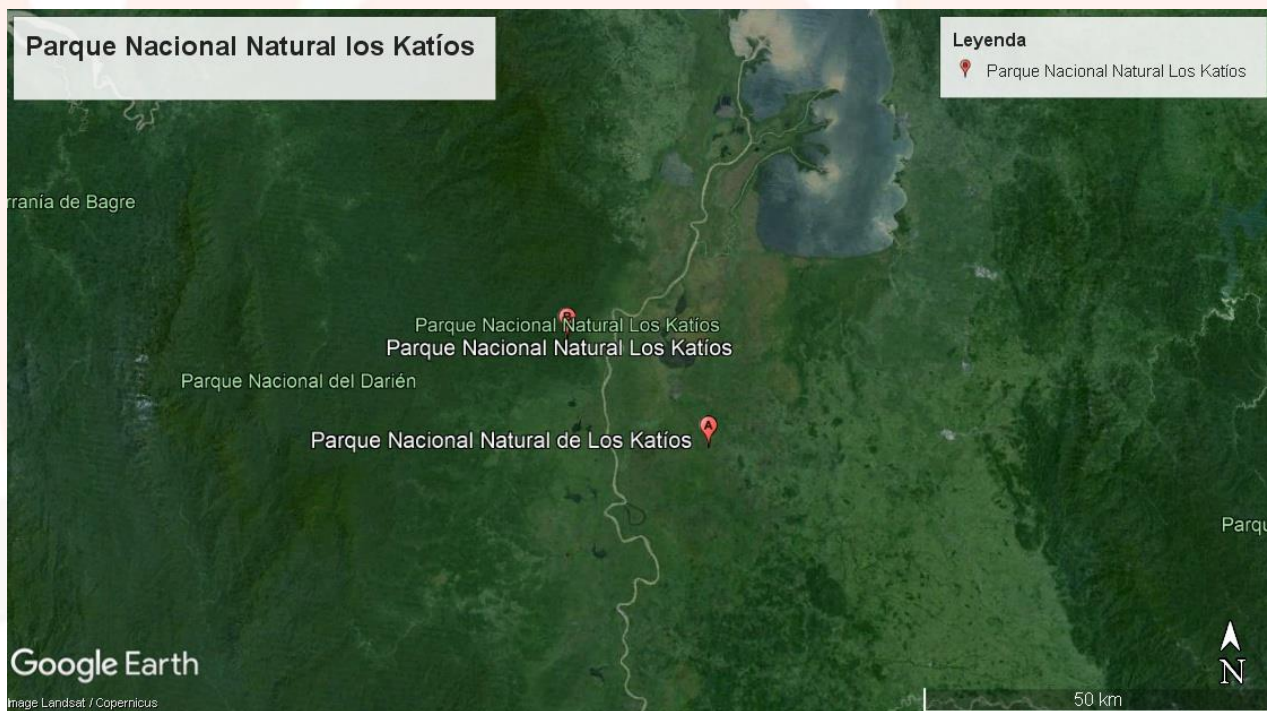 Parque Nacional Natural los Katíos
Leyenda
B
Parque Nacional Natural Los Katíos
rranía de Bagre
B
Parque Nacional Natural Los Katíos
Parque Nacional Natural Los Katíos
Parque Nacional del Darién
A
Parque Nacional Natural de Los Katíos
Parqu
N
Google Earth
50 km
mage Landsat / Copernicus